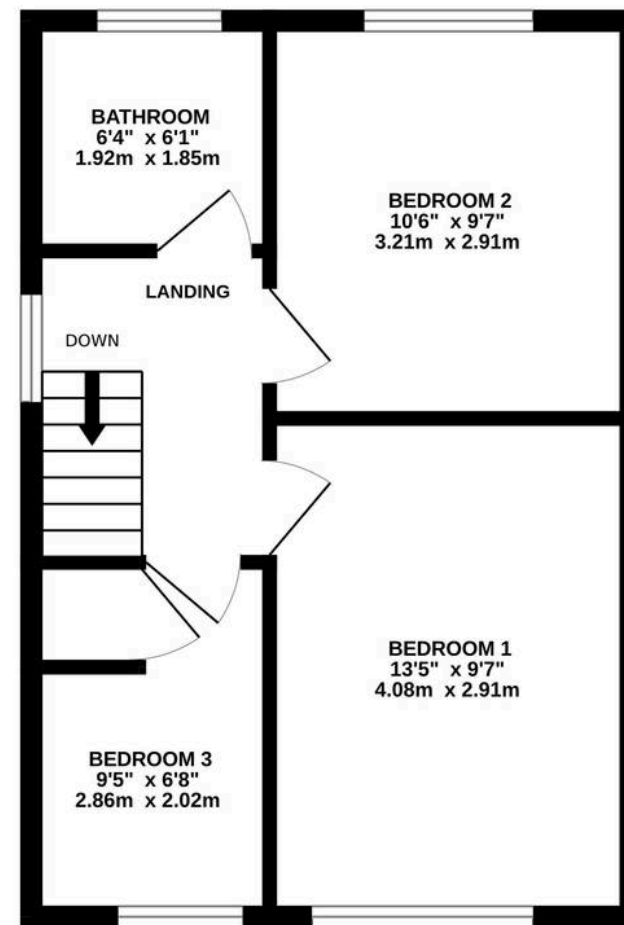 BATHROOM
6'4" x 6'1"
1.92m x 1.85m
BEDROOM 2
10'6" x 9'7"
3.21m x 2.91m
LANDING
DOWN
BEDROOM 1
13'5" x 9'7"
4.08m x 2.91m
BEDROOM 3
9'5" x 6'8"
2.86m x 2.02m